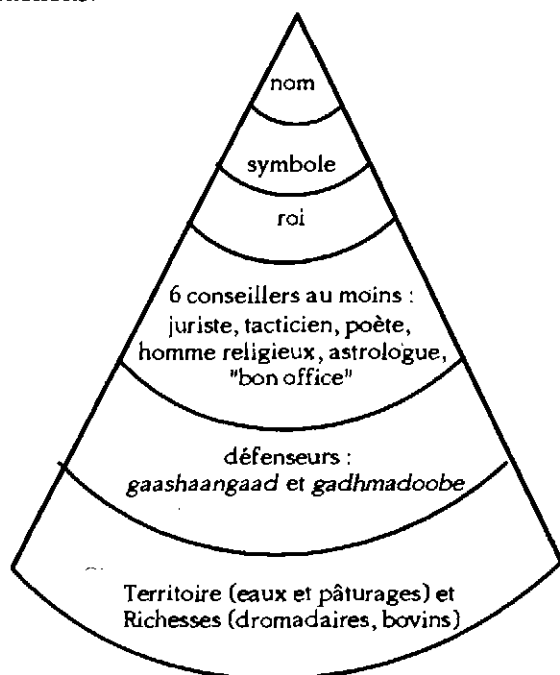 nom
symbole
roi
6 conseillers au moins :
juriste, tacticien, poète,
homme religieux, astrologue,
"bon office"
défenseurs :
gaashaangaad et gadhmadoobe
Territoire (eaux et pâturages) et
Richesses (dromadaires, bovins)